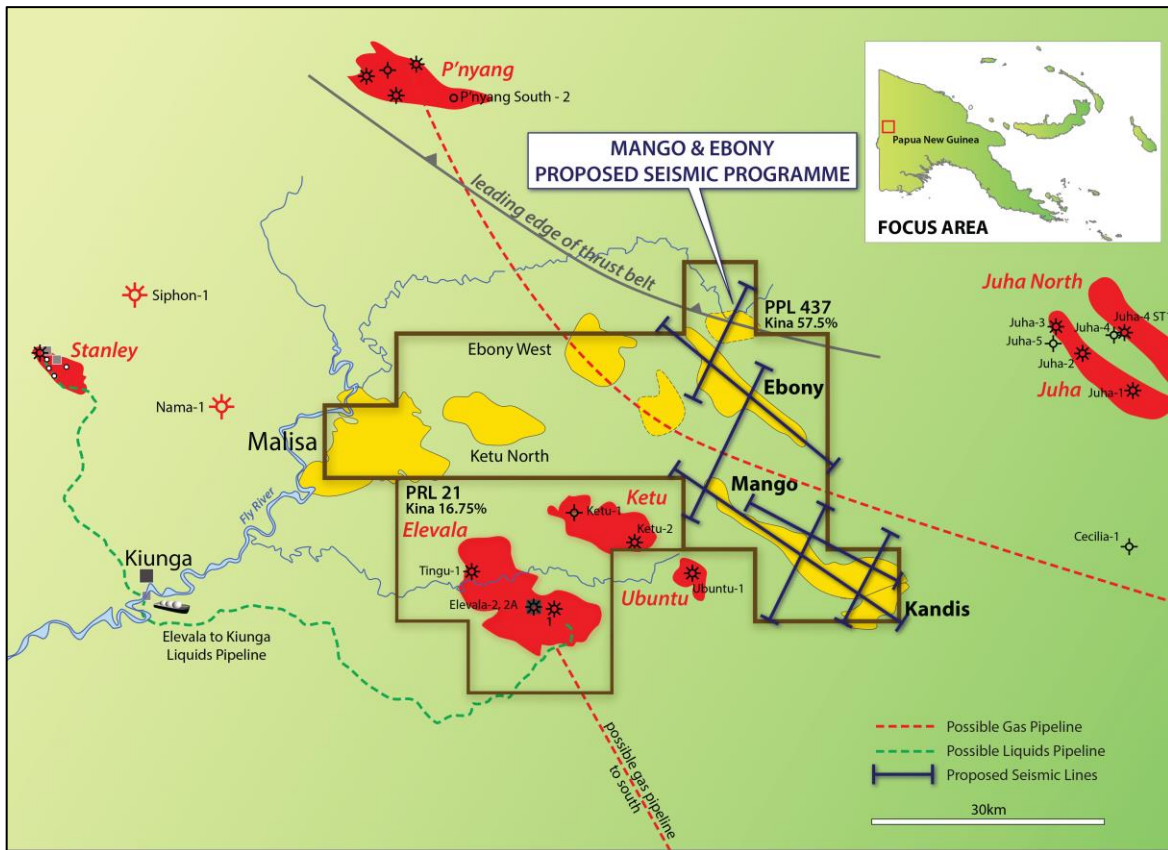 P'nyang
P'nyang South - 2
MANGO & EBONY
PROPOSED SEISMIC PROGRAMME
Papua New Guinea
FOCUS AREA
leading edge of thrust belt
Siphon-1
Stanley
Nama-1
Ebony West
PPL 437
Kina 57.5%
Ebony
Juha North
Juha-3
Juha-4
Juha-4 ST1
Juha-5
Juha-2
Juha
Juha-1
Malisa
Ketu North
Fly River
PRL 21
Kina 16.75%
Elevala
Ketu
Ketu-1
Ketu-2
Mango
Cecilia-1
Kiunga
Tingu-1
Elevala-2, 2A
1
Ubuntu
Ubuntu-1
Kandis
Elevala to Kiunga
Liquids Pipeline
possible gas pipeline
to south
Possible Gas Pipeline
Possible Liquids Pipeline
Proposed Seismic Lines
30km